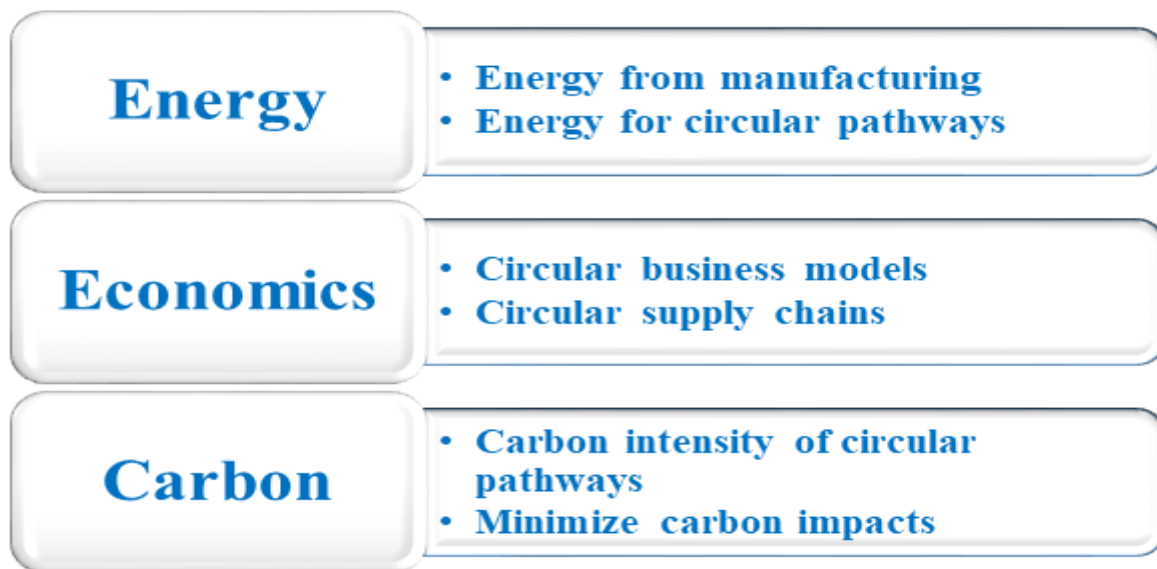 Energy
• Energy from manufacturing
• Energy for circular pathways
Economics
• Circular business models
• Circular supply chains
Carbon
• Carbon intensity of circular
pathways
• Minimize carbon impacts